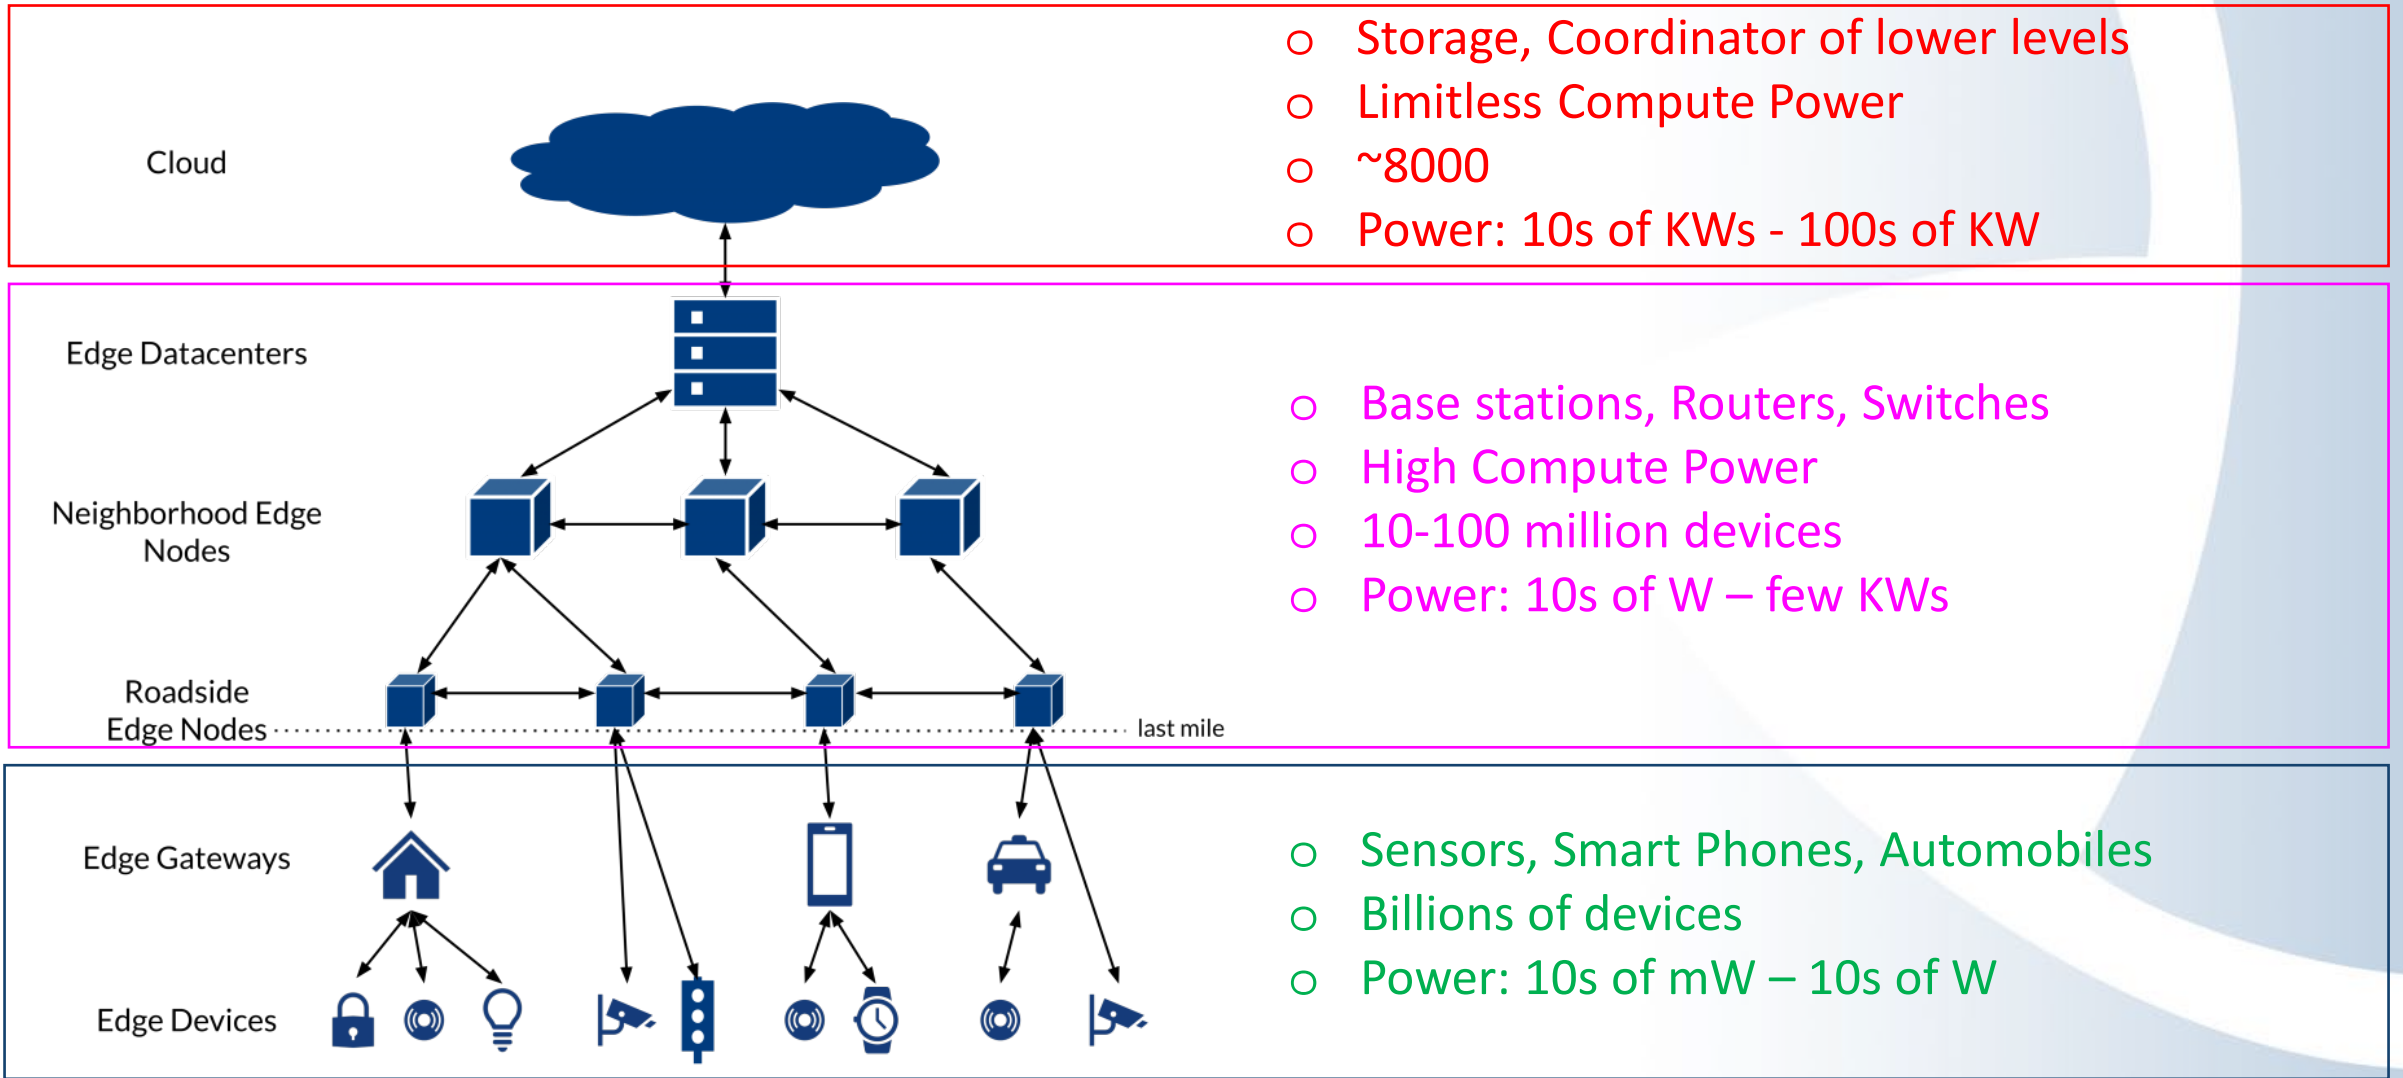 Cloud
o Storage, Coordinator of lower levels
o Limitless Compute Power
o ~8000
o Power: 10s of KWs - 100s of KW
Edge Datacenters
Neighborhood Edge
Nodes
Roadside
Edge Nodes
last mile
o Base stations, Routers, Switches
o High Compute Power
o 10-100 million devices
o Power: 10s of W – few KWs
Edge Gateways
Edge Devices
o Sensors, Smart Phones, Automobiles
o Billions of devices
o Power: 10s of mW – 10s of W